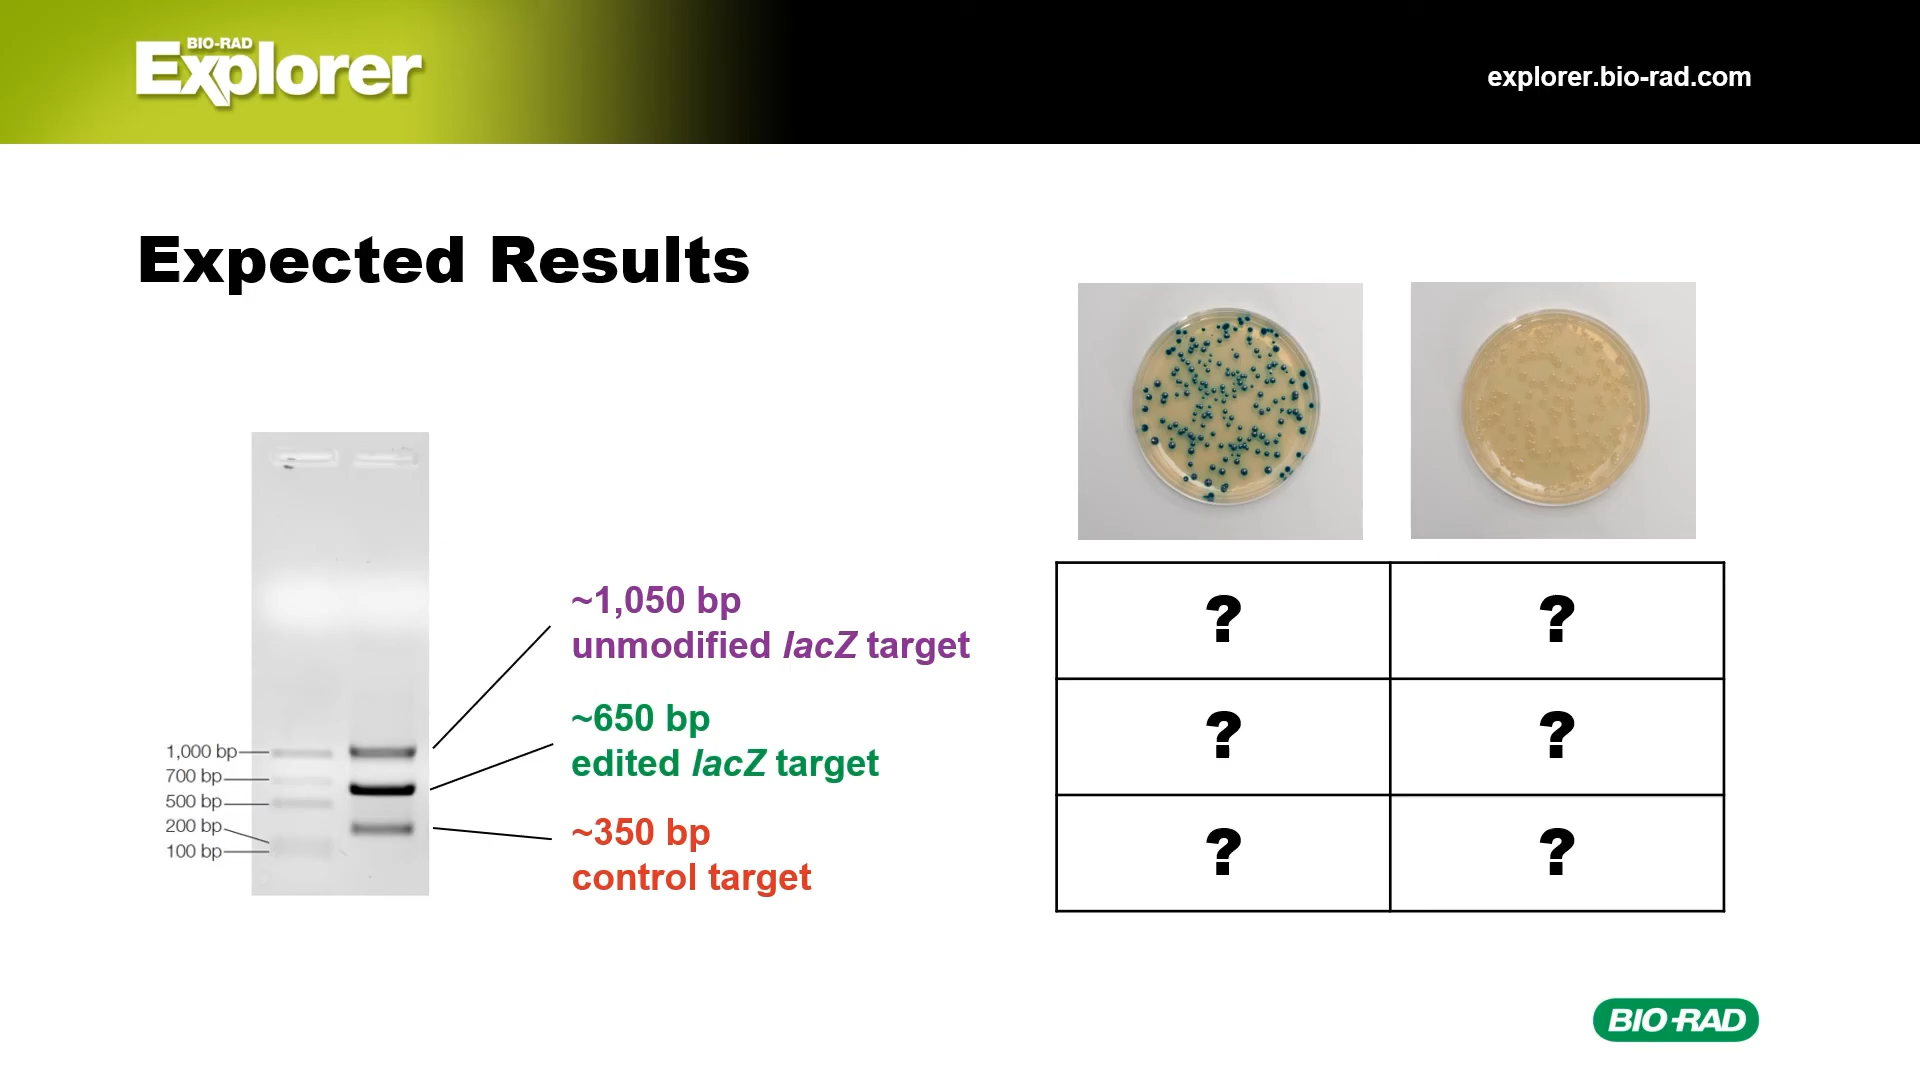 BIO-RAD
Explorer
explorer.bio-rad.com
Expected Results
1,000 bp
700 bp
500 bp
200 bp
100 bp
~1,050 bp
unmodified lacZ target
~650 bp
edited lacZ target
~350 bp
control target
? ?
? ?
? ?
BIO-RAD